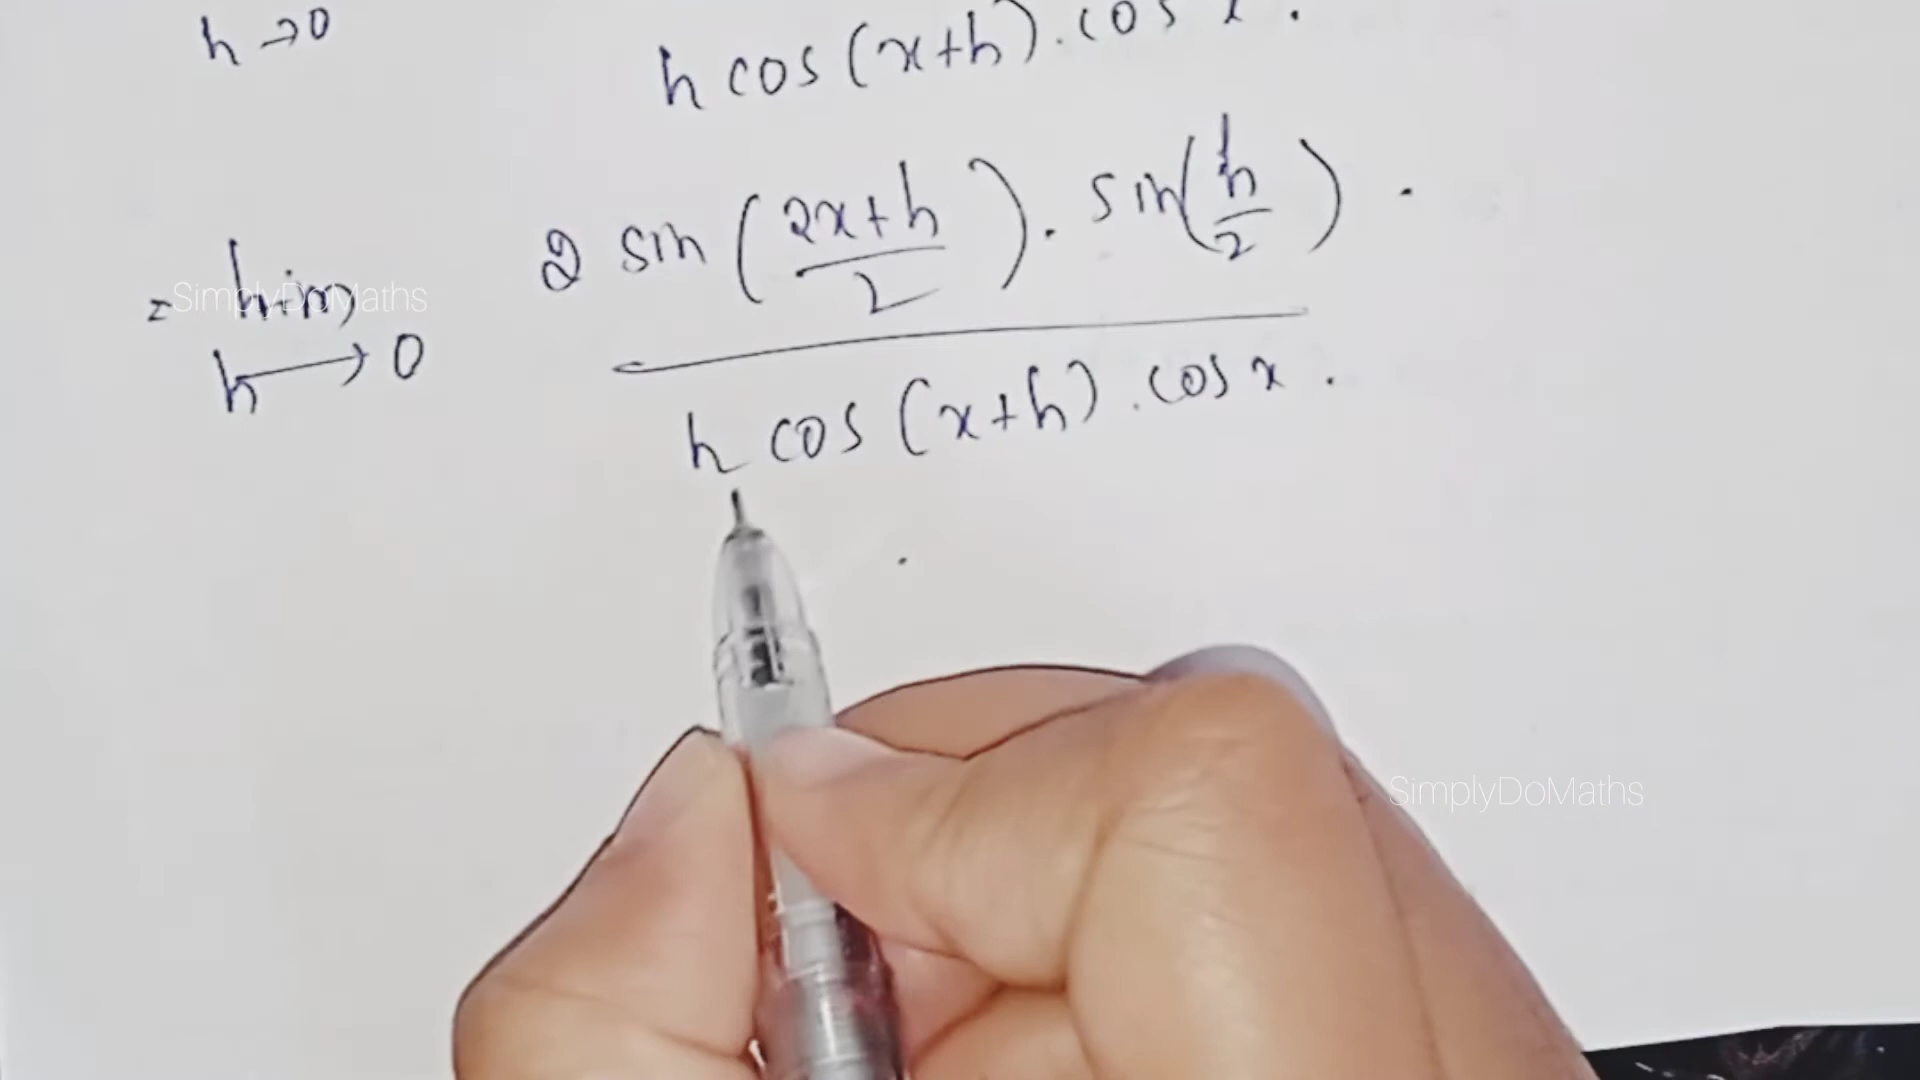 h→0
h cos (x+h).cos x.
2 sin (2x+h/2). sin(h/2).
= lim
h→0
h cos (x+h).cos x.
SimplyDoMaths
SimplyDoMaths